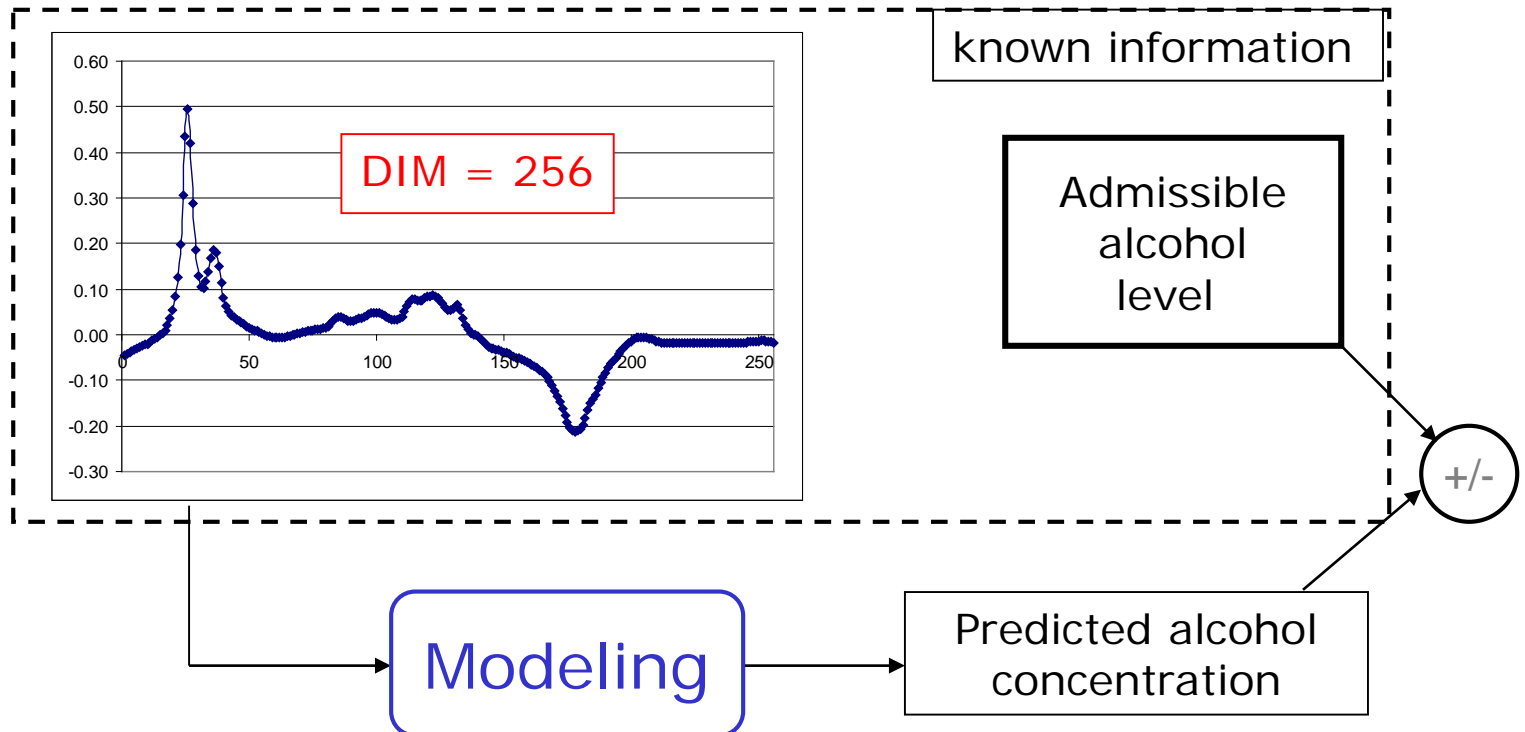 known information
0.60
0.50
0.40
0.30
0.20
0.10
0.00
-0.10
-0.20
-0.30
0
50
100
150
200
250
DIM = 256
Admissible
alcohol
level
+/-
Modeling
Predicted alcohol
concentration